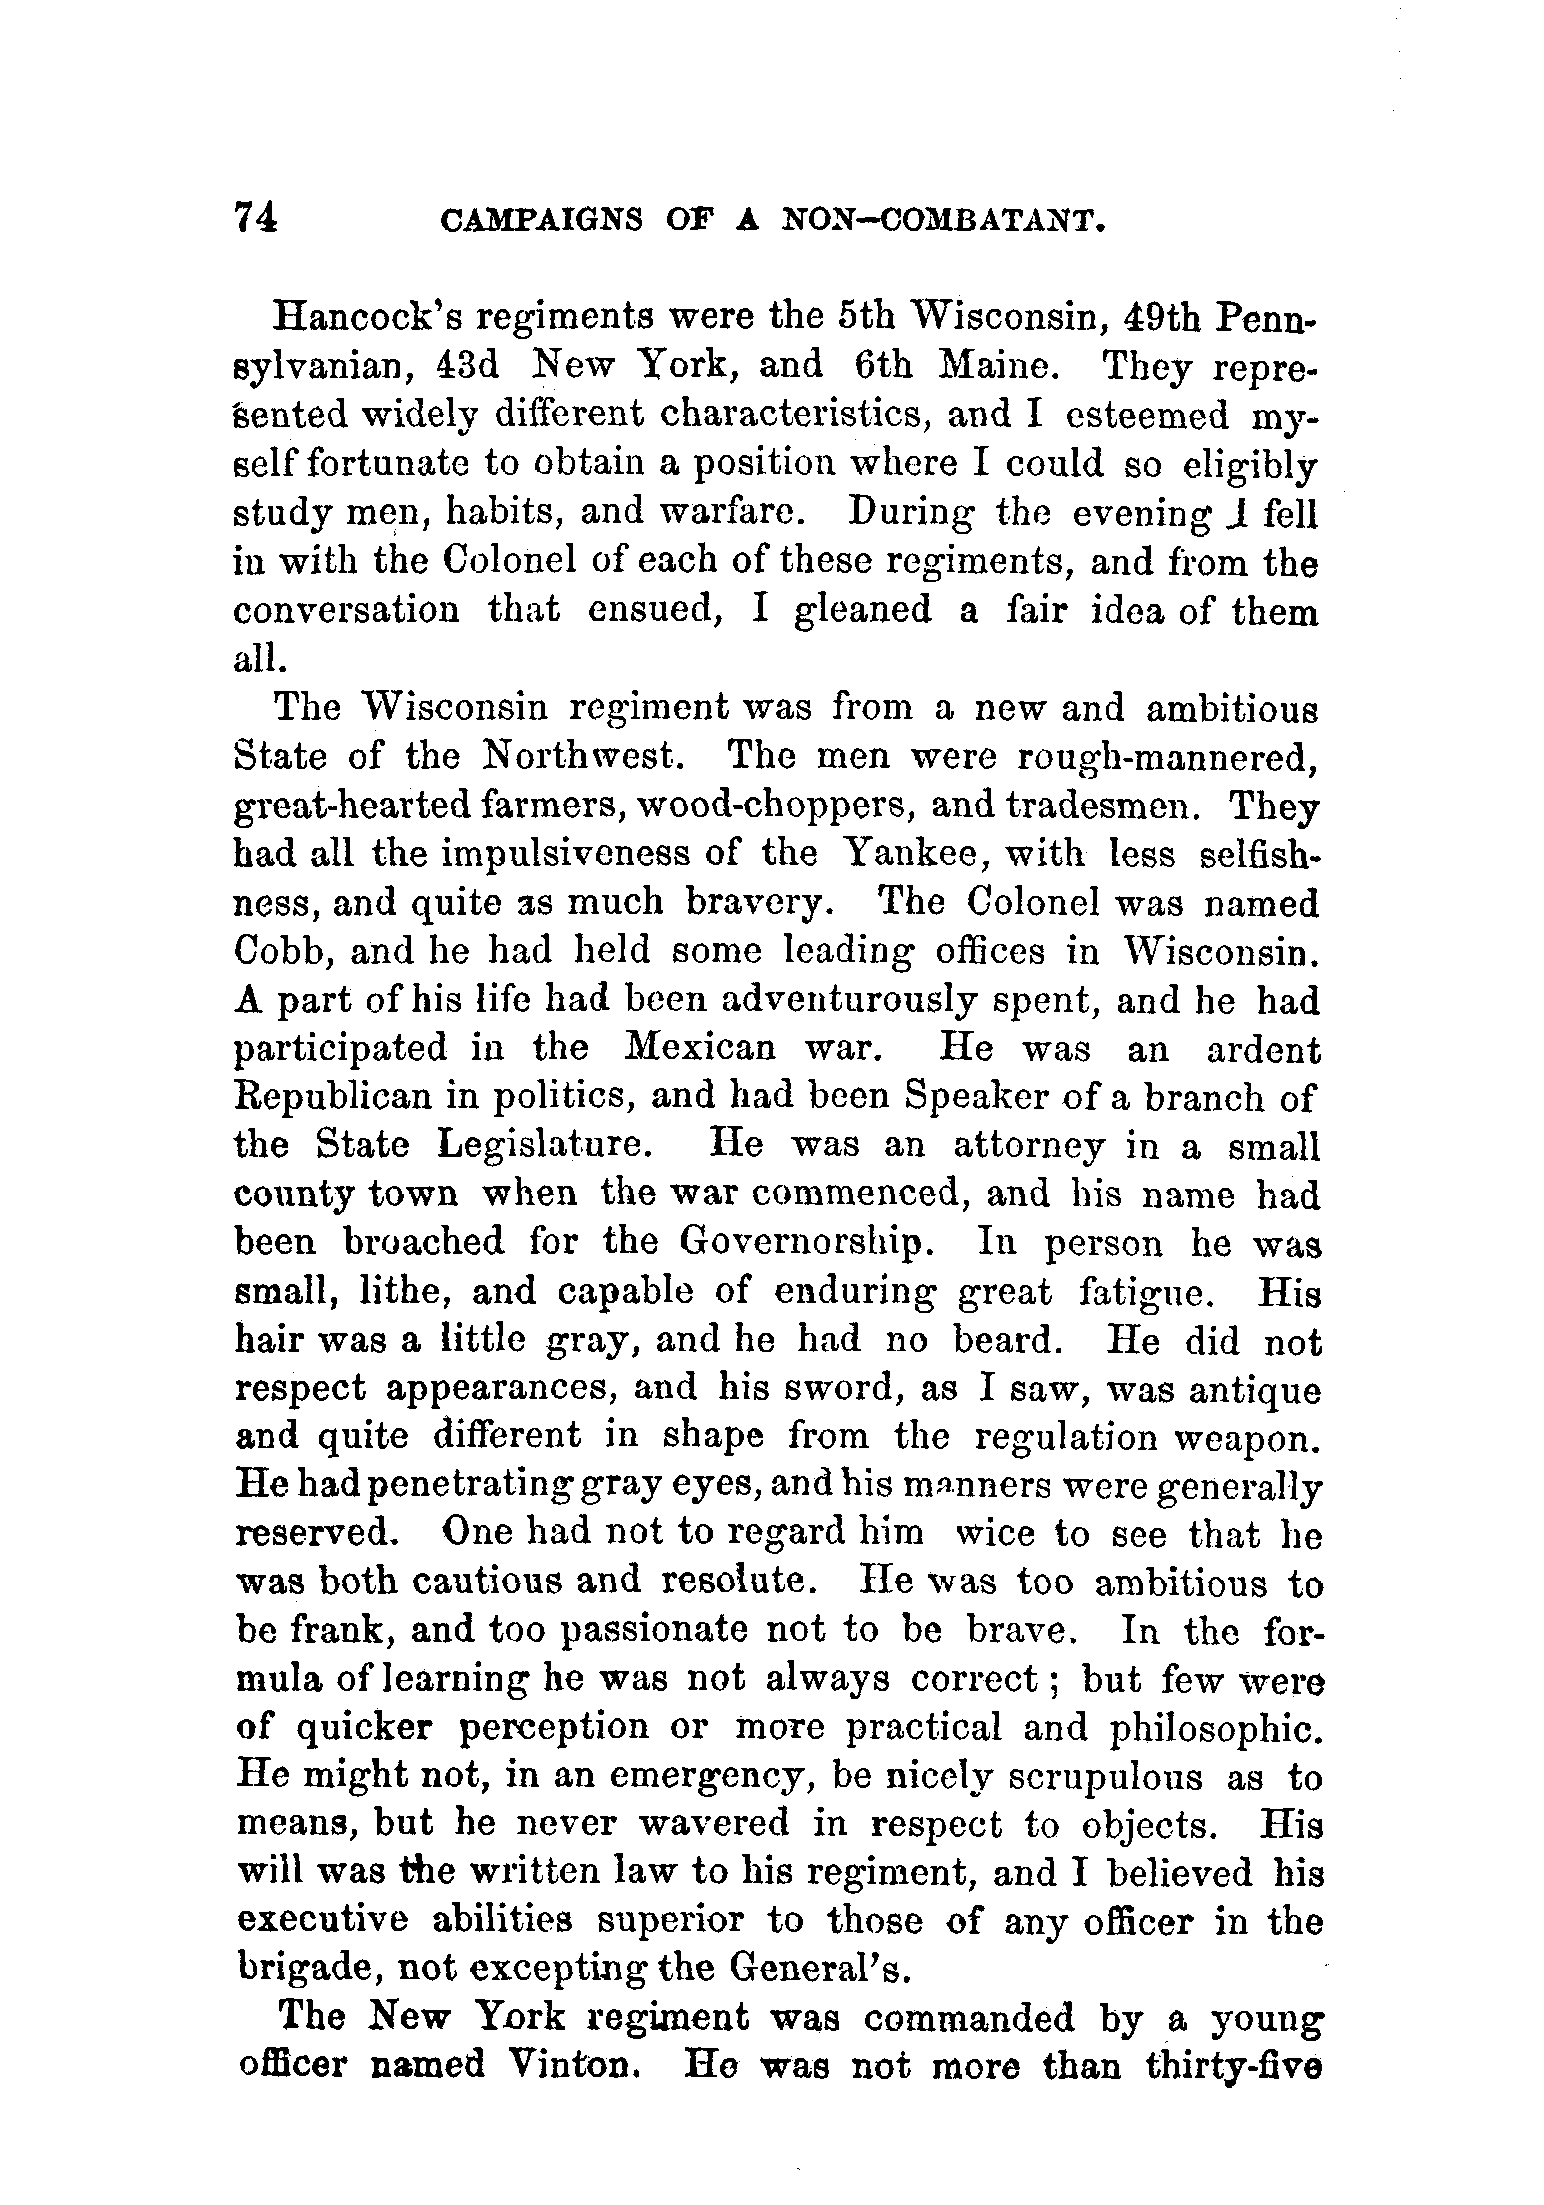 74 CAMPAIGNS OF A NON-COMBATANT.
Hancock's regiments were the 5th Wisconsin, 49th Penn-
sylvanian, 43d New York, and 6th Maine. They repre-
sented widely different characteristics, and I esteemed my-
self fortunate to obtain a position where I could so eligibly
study men, habits, and warfare. During the evening I fell
in with the Colonel of each of these regiments, and from the
conversation that ensued, I gleaned a fair idea of them
all.
The Wisconsin regiment was from a new and ambitious
State of the Northwest. The men were rough-mannered,
great-hearted farmers, wood-choppers, and tradesmen. They
had all the impulsiveness of the Yankee, with less selfish-
ness, and quite as much bravery. The Colonel was named
Cobb, and he had held some leading offices in Wisconsin.
A part of his life had been adventurously spent, and he had
participated in the Mexican war. He was an ardent
Republican in politics, and had been Speaker of a branch of
the State Legislature. He was an attorney in a small
county town when the war commenced, and his name had
been broached for the Governorship. In person he was
small, lithe, and capable of enduring great fatigue. His
hair was a little gray, and he had no beard. He did not
respect appearances, and his sword, as I saw, was antique
and quite different in shape from the regulation weapon.
He had penetrating gray eyes, and his manners were generally
reserved. One had not to regard him wice to see that he
was both cautious and resolute. He was too ambitious to
be frank, and too passionate not to be brave. In the for-
mula of learning he was not always correct; but few were
of quicker perception or more practical and philosophic.
He might not, in an emergency, be nicely scrupulous as to
means, but he never wavered in respect to objects. His
will was the written law to his regiment, and I believed his
executive abilities superior to those of any officer in the
brigade, not excepting the General's.
The New York regiment was commanded by a young
officer named Vinton. He was not more than thirty-five